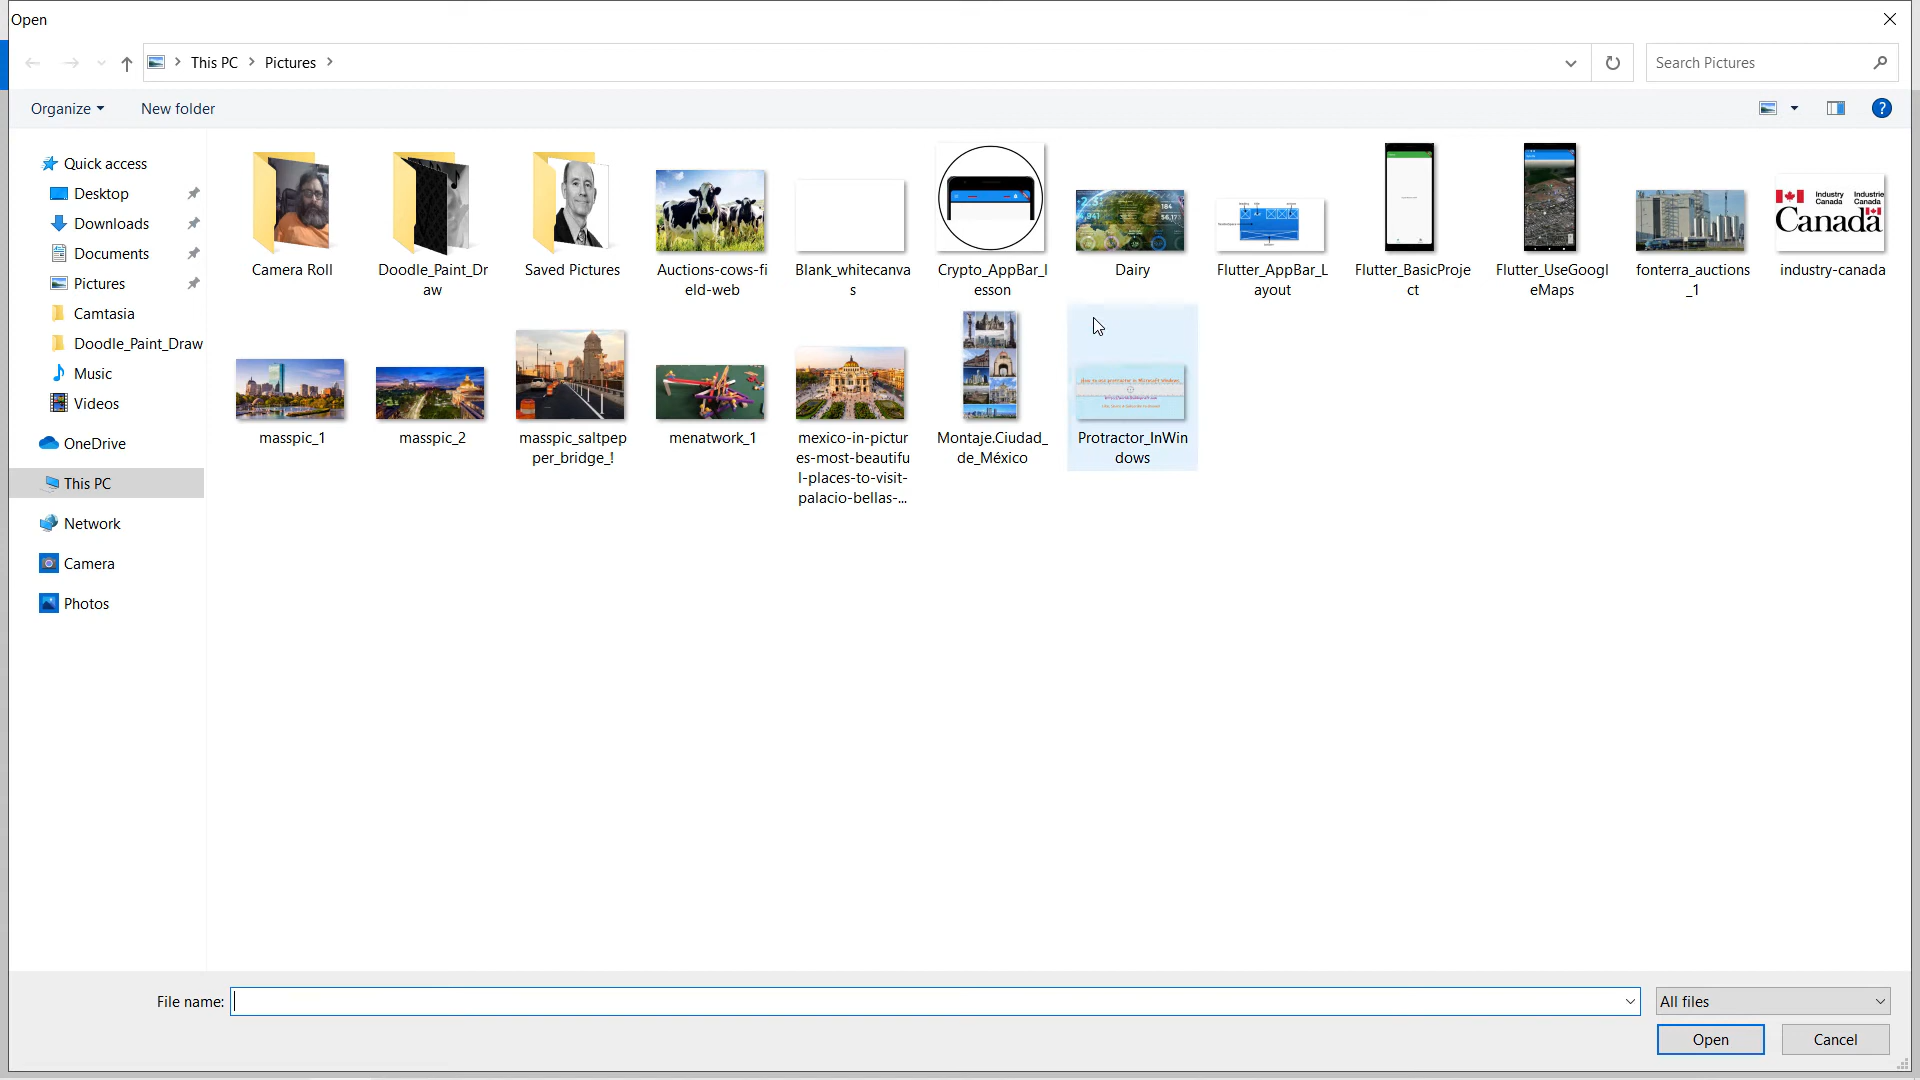 Open
This PC
Pictures
Search Pictures
Organize
New folder
Quick access
Desktop
Downloads
Documents
Pictures
Camtasia
Doodle_Paint_Draw
Music
Videos
OneDrive
This PC
Network
Camera
Photos
Camera Roll
Doodle_Paint_Dr
aw
Saved Pictures
Auctions-cows-fi
eld-web
Blank_whitecanva
s
Crypto_AppBar_l
esson
Dairy
Flutter_AppBar_L
ayout
Flutter_BasicProje
ct
Flutter_UseGoogl
eMaps
fonterra_auctions
_1
Industry Industrie
Canada Canada
Canada
industry-canada
masspic_1
masspic_2
masspic_saltpep
per_bridge_!
menatwork_1
mexico-in-pictur
es-most-beautifu
l-places-to-visit-
palacio-bellas-...
Montaje.Ciudad_
de_México
Protractor_InWin
dows
File name:
All files
Open
Cancel